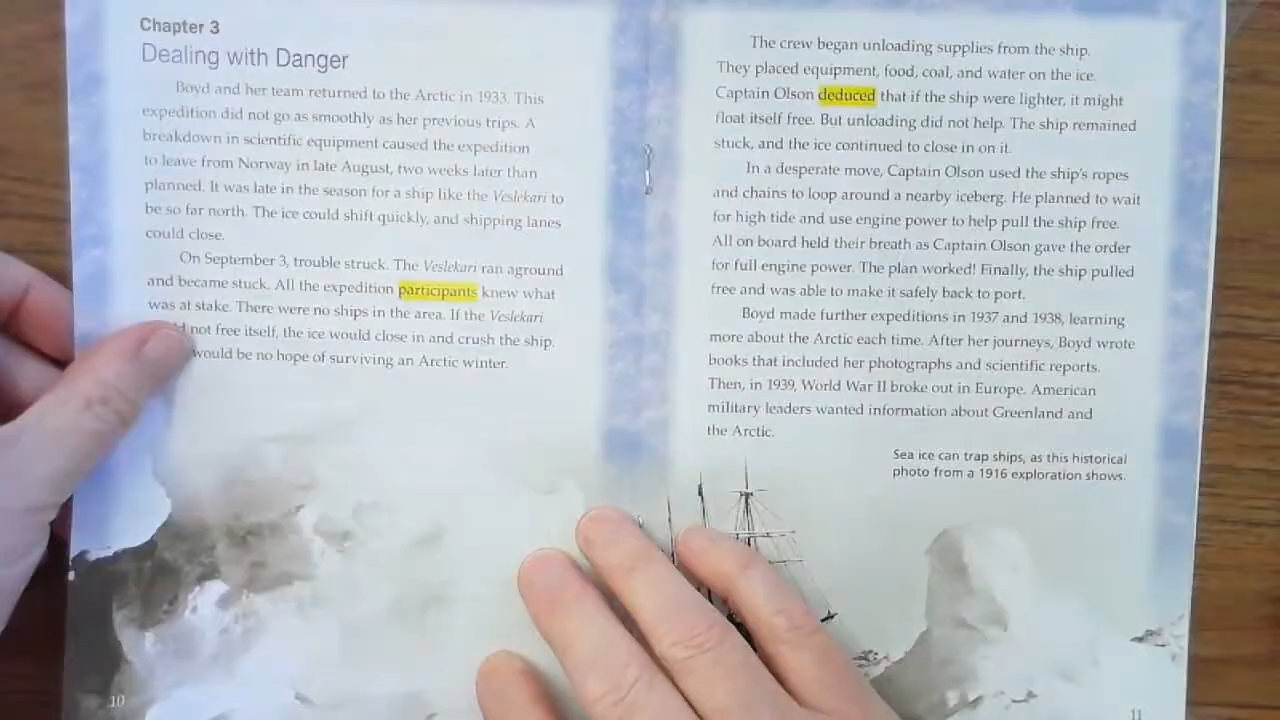 Chapter 3
Dealing with Danger
Boyd and her team returned to the Arctic in 1933. This
expedition did not go as smoothly as her previous trips. A
breakdown in scientific equipment caused the expedition
to leave from Norway in late August, two weeks later than
planned. It was late in the season for a ship like the Veslekari to
be so far north. The ice could shift quickly, and shipping lanes
could close.
On September 3, trouble struck. The Veslekari ran aground
and became stuck. All the expedition participants knew what
was at stake. There were no ships in the area. If the Veslekari
not free itself, the ice would close in and crush the ship.
would be no hope of surviving an Arctic winter.
10
The crew began unloading supplies from the ship.
They placed equipment, food, coal, and water on the ice.
Captain Olson deduced that if the ship were lighter, it might
float itself free. But unloading did not help. The ship remained
stuck, and the ice continued to close in on it.
In a desperate move, Captain Olson used the ship's ropes
and chains to loop around a nearby iceberg. He planned to wait
for high tide and use engine power to help pull the ship free.
All on board held their breath as Captain Olson gave the order
for full engine power. The plan worked! Finally, the ship pulled
free and was able to make it safely back to port.
Boyd made further expeditions in 1937 and 1938, learning
more about the Arctic each time. After her journeys, Boyd wrote
books that included her photographs and scientific reports.
Then, in 1939, World War II broke out in Europe. American
military leaders wanted information about Greenland and
the Arctic.
Sea ice can trap ships, as this historical
photo from a 1916 exploration shows.
11